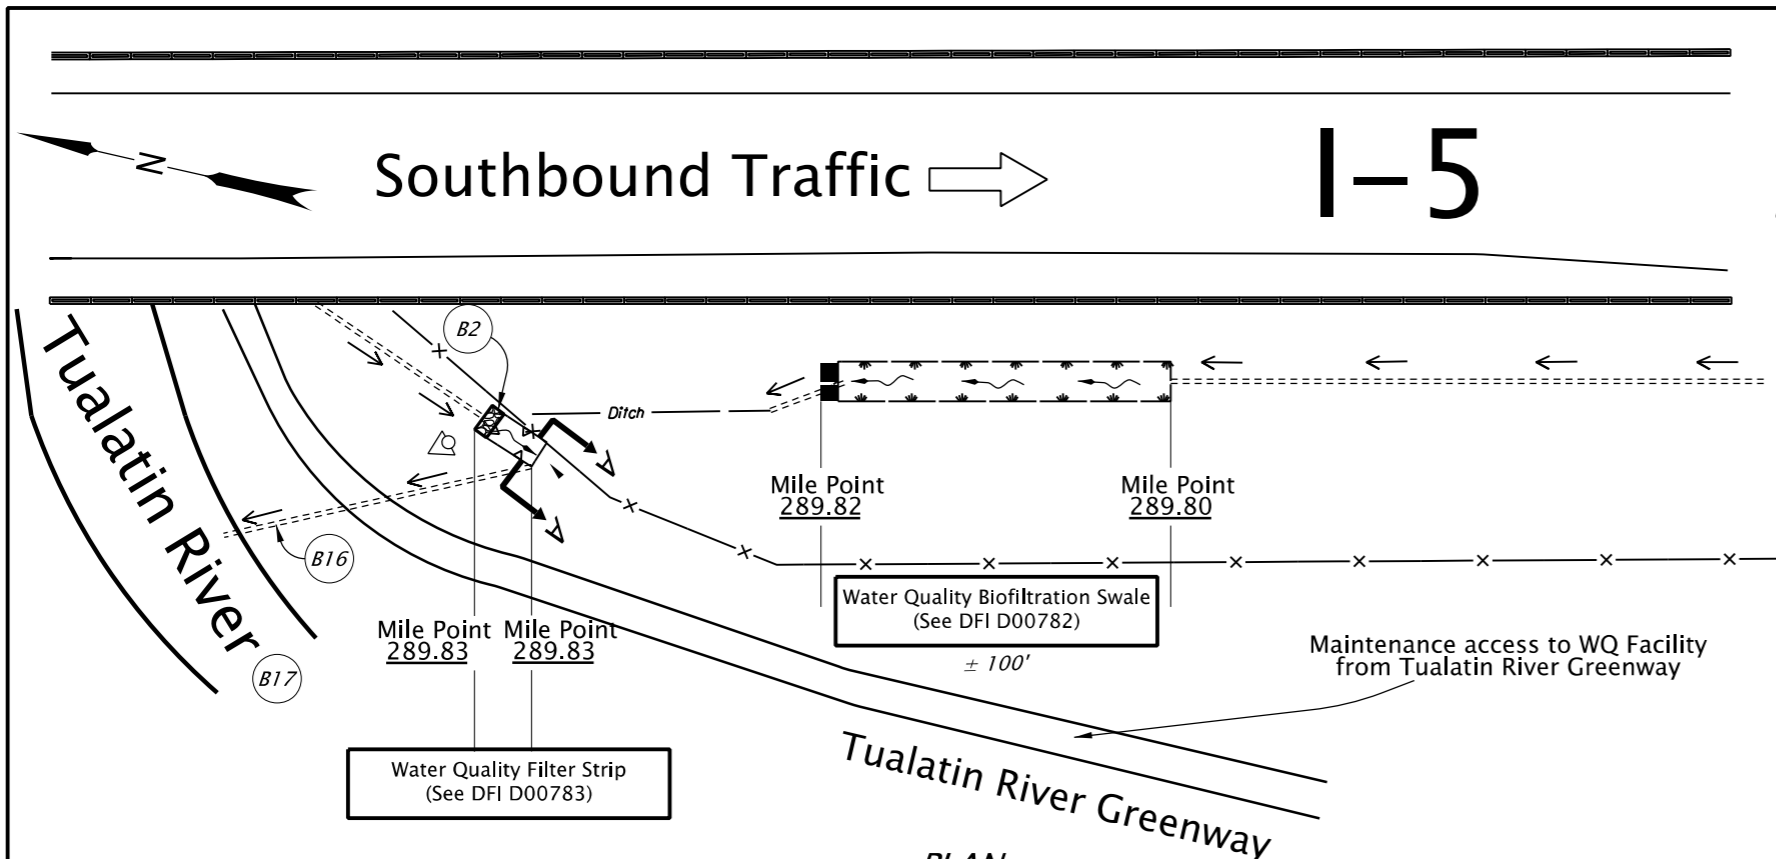 N
Southbound Traffic
I-5
Tualatin River
B2
Ditch
A
A
Mile Point
289.82
Mile Point
289.80
B16
B17
Mile Point
289.83
Mile Point
289.83
Water Quality Biofiltration Swale
(See DFI D00782)
± 100'
Maintenance access to WQ Facility
from Tualatin River Greenway
Water Quality Filter Strip
(See DFI D00783)
Tualatin River Greenway
PLAN